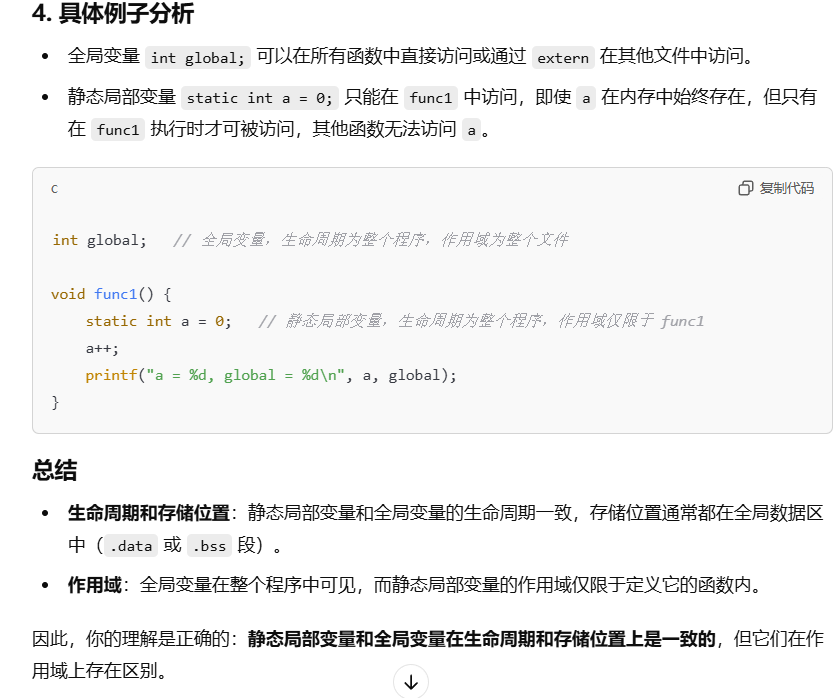 4. 具体例子分析
• 全局变量 int global; 可以在所有函数中直接访问或通过 extern 在其他文件中访问。
• 静态局部变量 static int a = 0; 只能在 func1 中访问，即使 a 在内存中始终存在，但只有
在 func1 执行时才可被访问，其他函数无法访问 a 。
c 复制代码
int global;   // 全局变量，生命周期为整个程序，作用域为整个文件
void func1() {
    static int a = 0;   // 静态局部变量，生命周期为整个程序，作用域仅限于 func1
    a++;
    printf("a = %d, global = %d\n", a, global);
}
总结
• 生命周期和存储位置：静态局部变量和全局变量的生命周期一致，存储位置通常都在全局数据区
中（ .data 或 .bss 段）。
• 作用域：全局变量在整个程序中可见，而静态局部变量的作用域仅限于定义它的函数内。
因此，你的理解是正确的：静态局部变量和全局变量在生命周期和存储位置上是一致的，但它们在作
用域上存在区别。